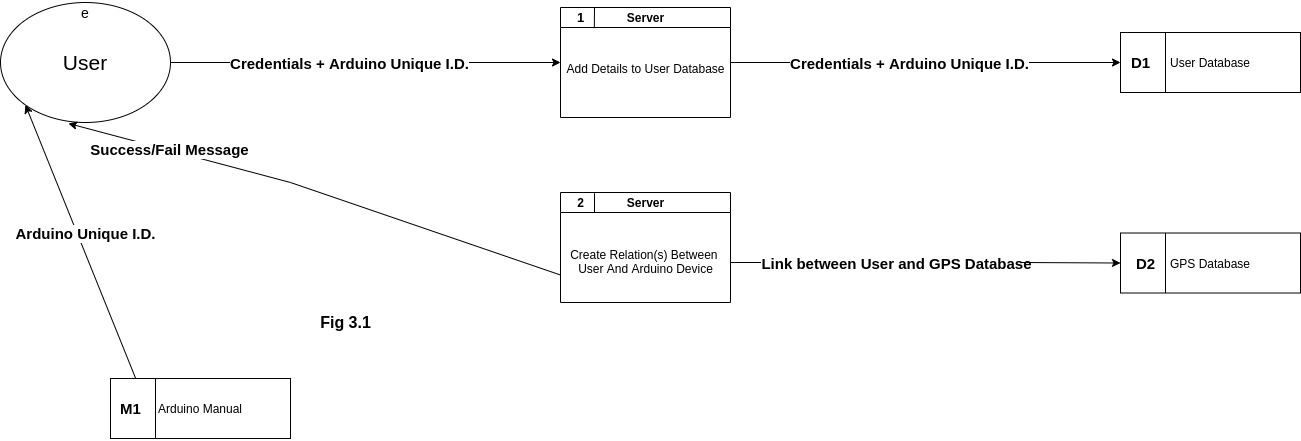 e
User
Credentials + Arduino Unique I.D.
1 Server
Add Details to User Database
Credentials + Arduino Unique I.D.
D1 User Database
Success/Fail Message
Arduino Unique I.D.
2 Server
Create Relation(s) Between
User And Arduino Device
Link between User and GPS Database
D2 GPS Database
Fig 3.1
M1 Arduino Manual